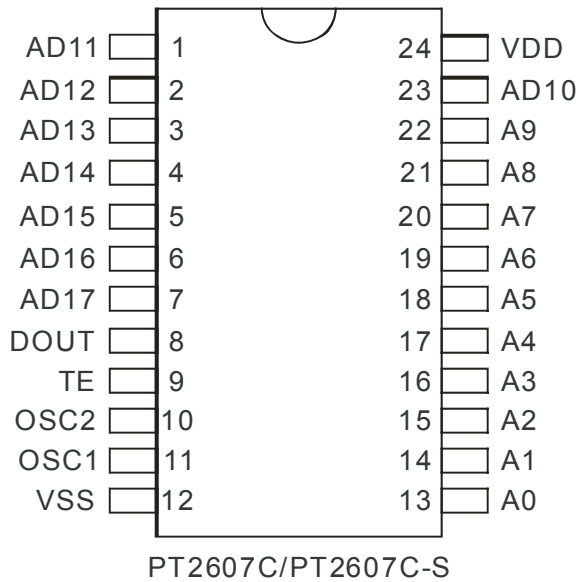 AD11 1 24 VDD
AD12 2 23 AD10
AD13 3 22 A9
AD14 4 21 A8
AD15 5 20 A7
AD16 6 19 A6
AD17 7 18 A5
DOUT 8 17 A4
TE 9 16 A3
OSC2 10 15 A2
OSC1 11 14 A1
VSS 12 13 A0
PT2607C/PT2607C-S